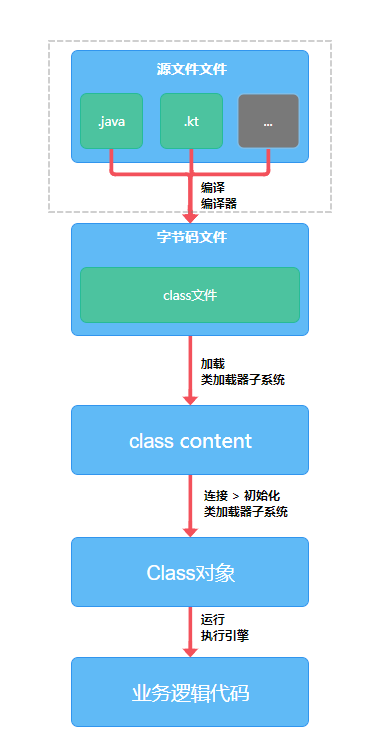 源文件文件
.java
.kt
...
编译
编译器
字节码文件
class文件
加载
类加载器子系统
class content
连接 > 初始化
类加载器子系统
Class对象
运行
执行引擎
业务逻辑代码